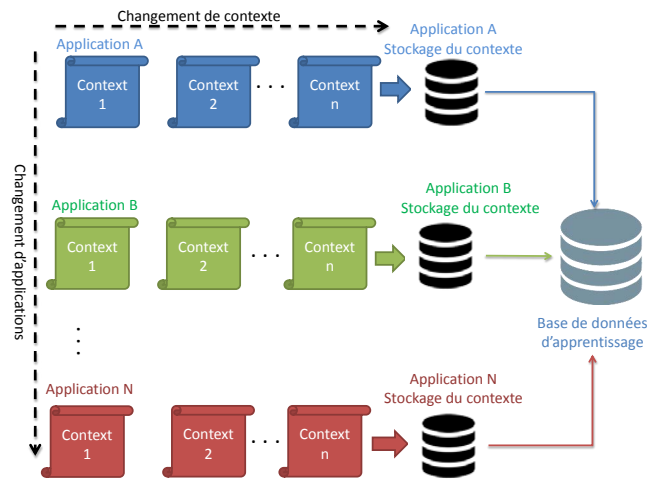 Changement de contexte
Application A
Application A
Stockage du contexte
Context
1
Context
2
. . .
Context
n
Changement d'applications
Application B
Application B
Stockage du contexte
Context
1
Context
2
. . .
Context
n
Base de données
d'apprentissage
Application N
Application N
Stockage du contexte
Context
1
Context
2
. . .
Context
n